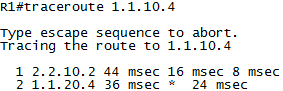 R1#traceroute 1.1.10.4
Type escape sequence to abort.
Tracing the route to 1.1.10.4
1 2.2.10.2 44 msec 16 msec 8 msec
2 1.1.20.4 36 msec * 24 msec